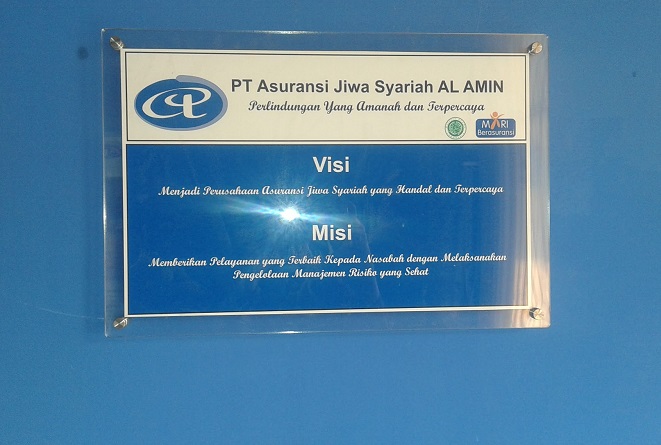 PT Asuransi Jiwa Syariah AL AMIN
Perlindungan Yang Amanah dan Terpercaya
MARI
Berasuransi
Visi
Menjadi Perusahaan Asuransi Jiwa Syariah yang Handal dan Terpercaya
Misi
Memberikan Pelayanan yang Terbaik Kepada Nasabah dengan Melaksanahan
Pengelolaan Manajemen Risiko yang Sehat